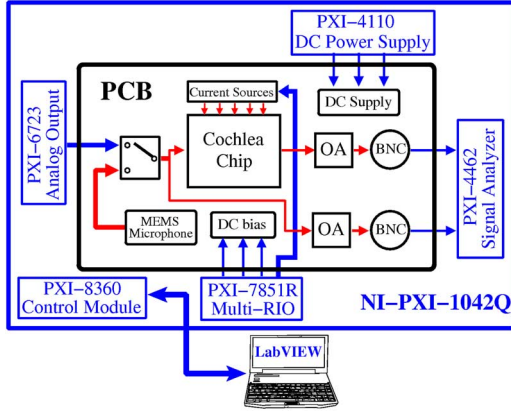 PXI-4110
DC Power Supply
PCB
Current Sources
DC Supply
PXI-6723
Analog Output
Cochlea
Chip
OA
BNC
PXI-4462
Signal Analyzer
MEMS
Microphone
DC bias
OA
BNC
PXI-8360
Control Module
PXI-7851R
Multi-RIO
NI-PXI-1042Q
LabVIEW